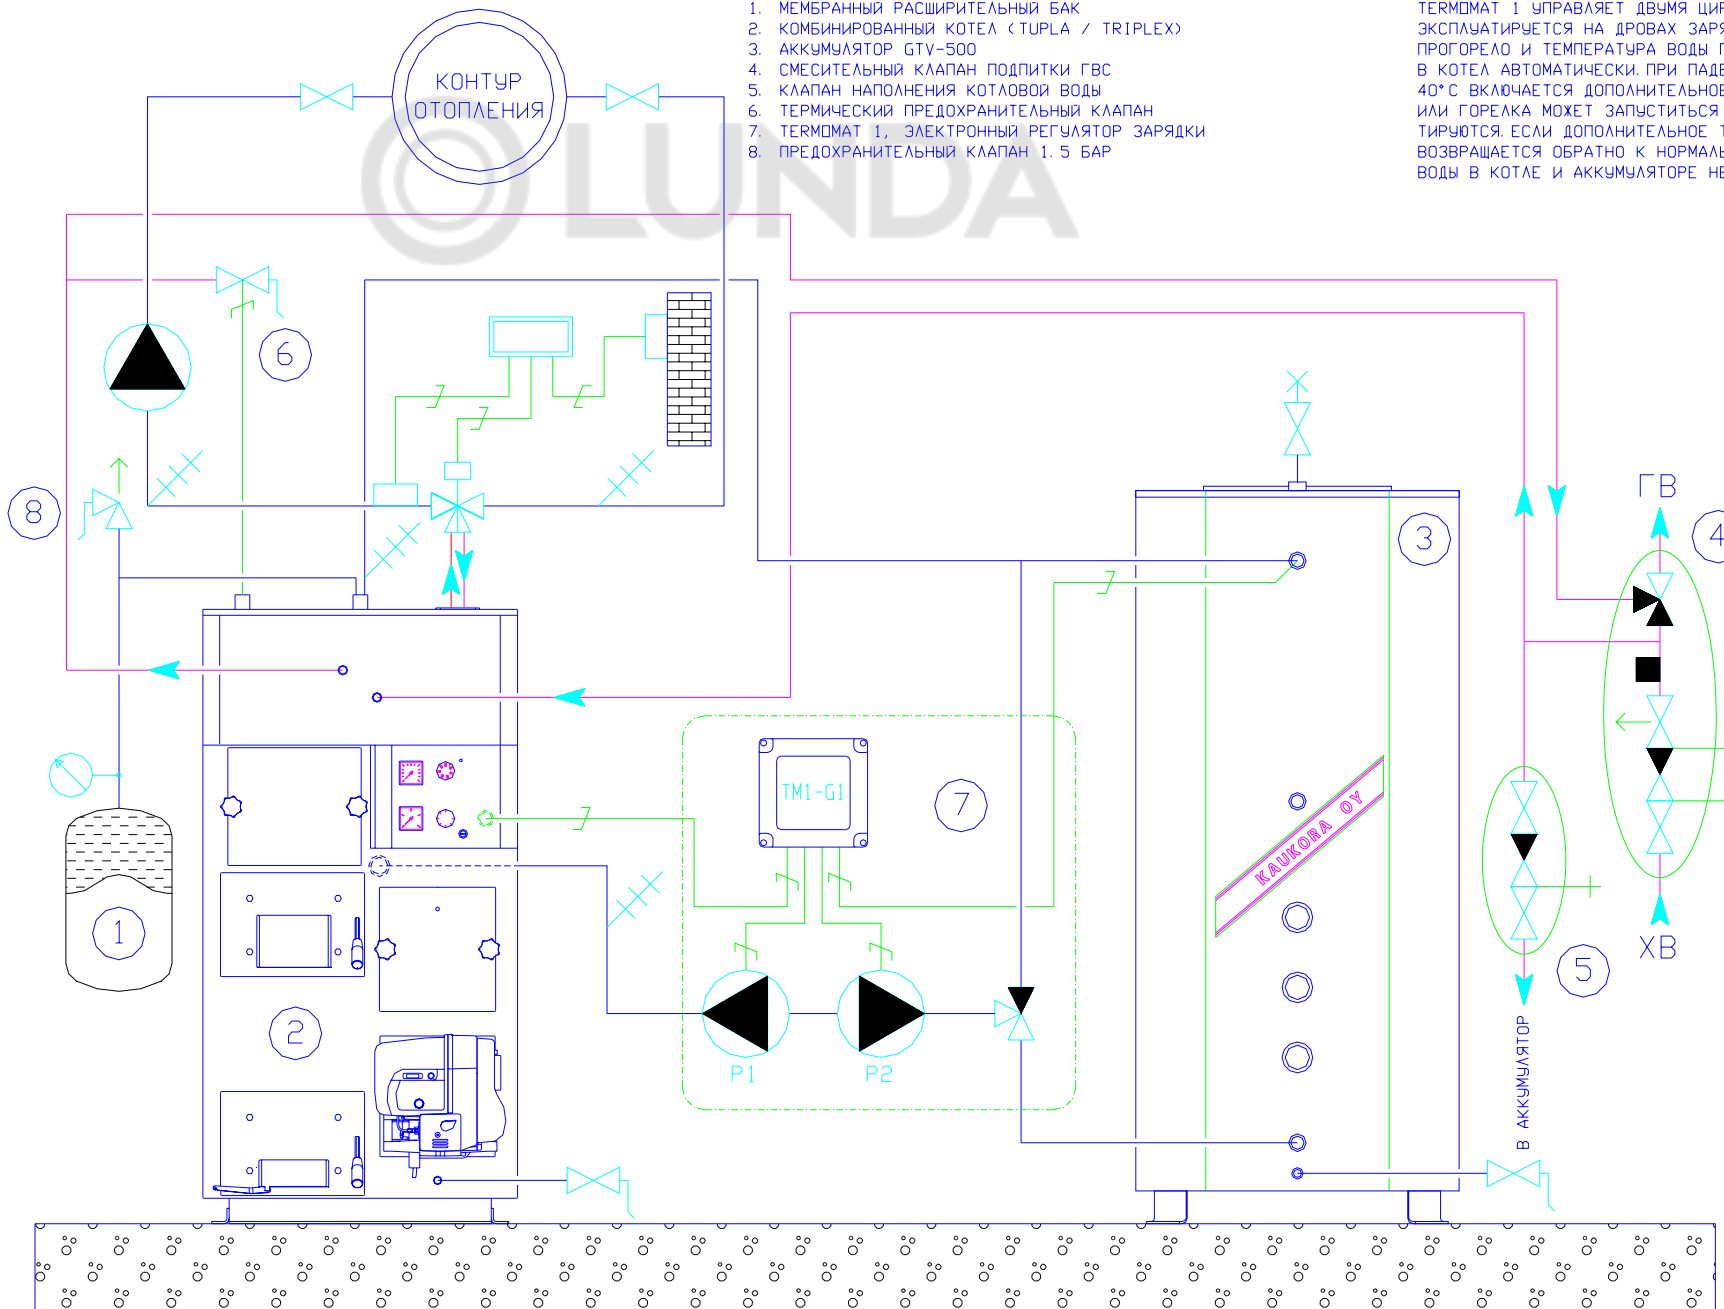 1. МЕМБРАННЫЙ РАСШИРИТЕЛЬНЫЙ БАК
2. КОМБИНИРОВАННЫЙ КОТЕЛ (TUPLA / TRIPLEX)
3. АККУМУЛЯТОР GTV-500
4. СМЕСИТЕЛЬНЫЙ КЛАПАН ПОДПИТКИ ГВС
5. КЛАПАН НАПОЛНЕНИЯ КОТЛОВОЙ ВОДЫ
6. ТЕРМИЧЕСКИЙ ПРЕДОХРАНИТЕЛЬНЫЙ КЛАПАН
7. TERMOMAT 1, ЭЛЕКТРОННЫЙ РЕГУЛЯТОР ЗАРЯДКИ
8. ПРЕДОХРАНИТЕЛЬНЫЙ КЛАПАН 1.5 БАР
TERMOMAT 1 УПРАВЛЯЕТ ДВУМЯ
ЭКСПЛУАТИРУЕТСЯ НА ДРОВАХ
ПРОГОРЕЛО И ТЕМПЕРАТУРА ВОДЫ
В КОТЕЛ АВТОМАТИЧЕСКИ. ПРИ
40°C ВКЛЮЧАЕТСЯ ДОПОЛНИТЕЛЬНОЕ
ИЛИ ГОРЕЛКА МОЖЕТ ЗАПУСТИТЬСЯ
ТИРУЮТСЯ. ЕСЛИ ДОПОЛНИТЕЛЬНОЕ
ВОЗВРАЩАЕТСЯ ОБРАТНО К
ВОДЫ В КОТЛЕ И АККУМУЛЯТОРЕ
КОНТУР
ОТОПЛЕНИЯ
LUNDA
6
8
3
ГВ
4
TM1-G1
7
KAUKORA OY
1
2
P1
P2
5
ХВ
В АККУМУЛЯТОР